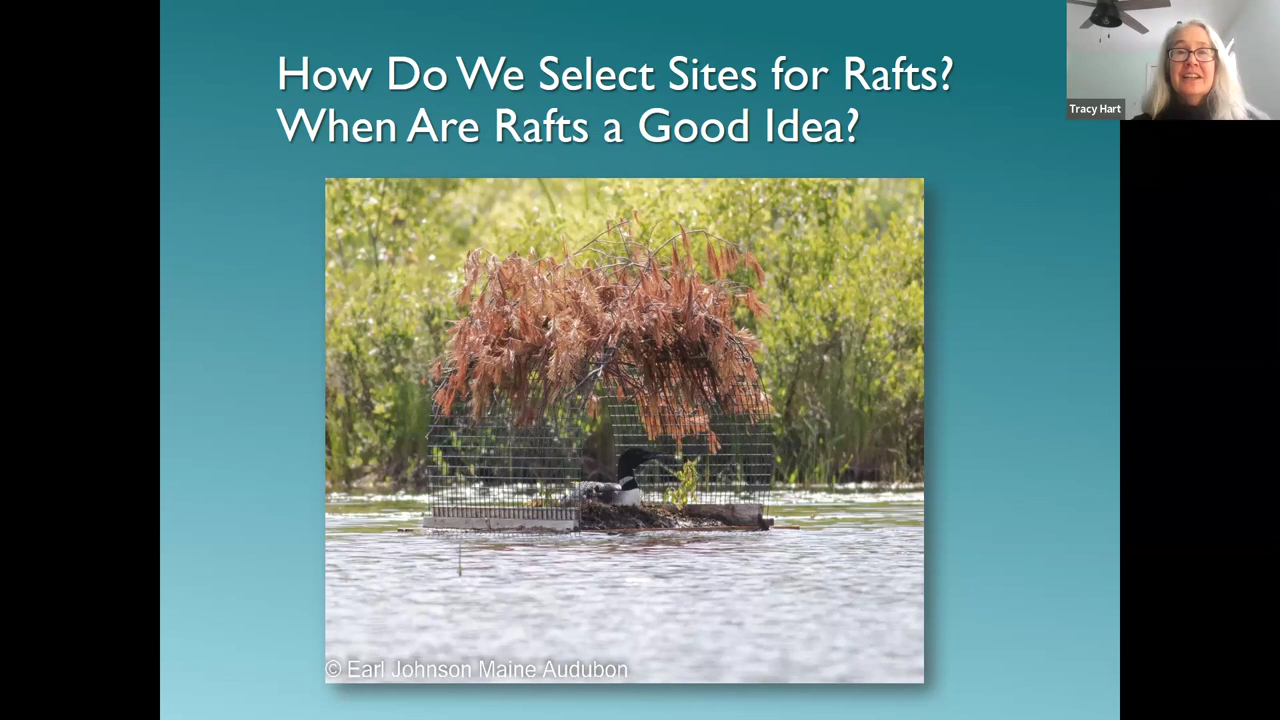 How Do We Select Sites for Rafts?
When Are Rafts a Good Idea?
Tracy Hart
© Earl Johnson Maine Audubon